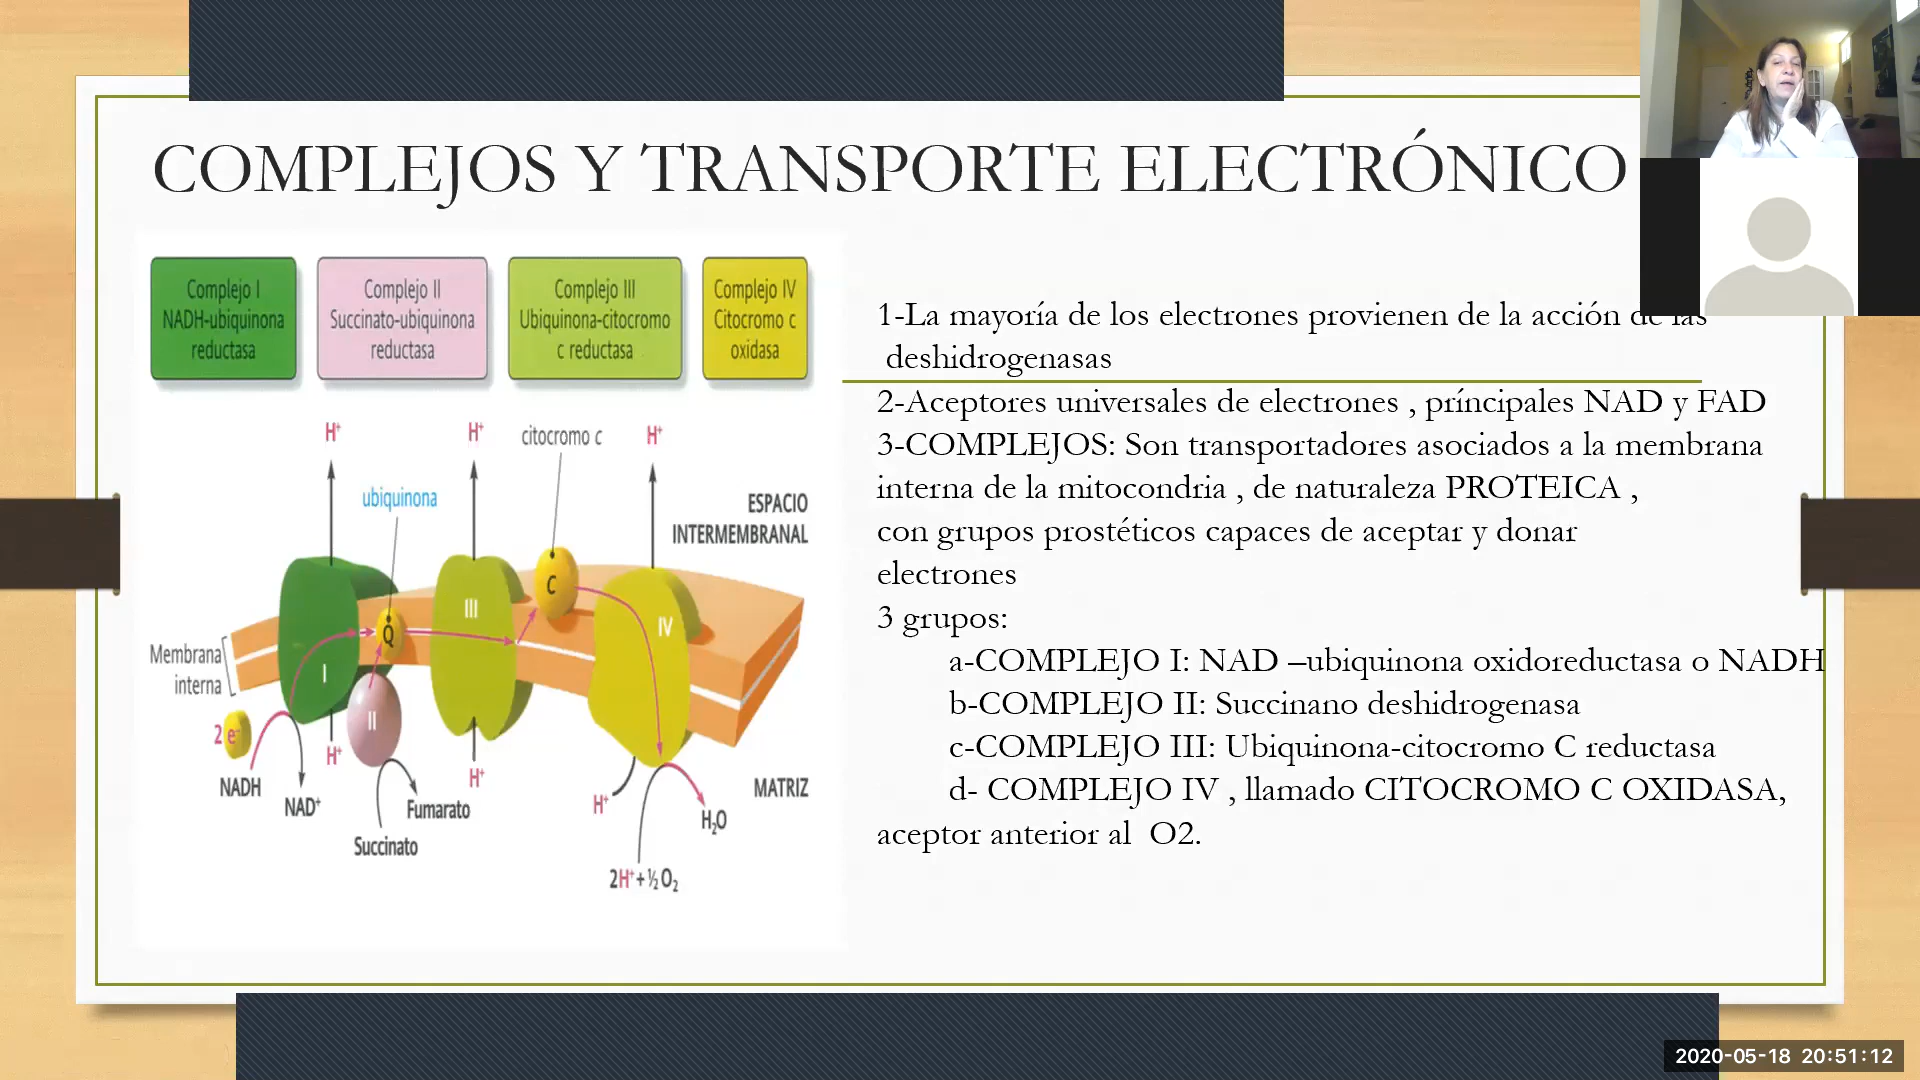 COMPLEJOS Y TRANSPORTE ELECTRÓNICO
Complejo I
NADH-ubiquinona
reductasa
Complejo II
Succinato-ubiquinona
reductasa
Complejo III
Ubiquinona-citocromo
c reductasa
Complejo IV
Citocromo c
oxidasa
H⁺
H⁺
citocromo c
H⁺
ubiquinona
ESPACIO
INTERMEMBRANAL
C
III
IV
Q
Membrana
interna
I
II
2 e⁻
H⁺
H⁺
NADH
NAD⁺
Fumarato
Succinato
MATRIZ
H⁺
H₂O
2H⁺+½O₂
1-La mayoría de los electrones provienen de la acción de las
deshidrogenasas
2-Aceptores universales de electrones , príncipales NAD y FAD
3-COMPLEJOS: Son transportadores asociados a la membrana
interna de la mitocondria , de naturaleza PROTEICA ,
con grupos prostéticos capaces de aceptar y donar
electrones
3 grupos:
a-COMPLEJO I: NAD –ubiquinona oxidoreductasa o NADH
b-COMPLEJO II: Succinano deshidrogenasa
c-COMPLEJO III: Ubiquinona-citocromo C reductasa
d- COMPLEJO IV , llamado CITOCROMO C OXIDASA,
aceptor anterior al O2.
2020-05-18 20:51:12